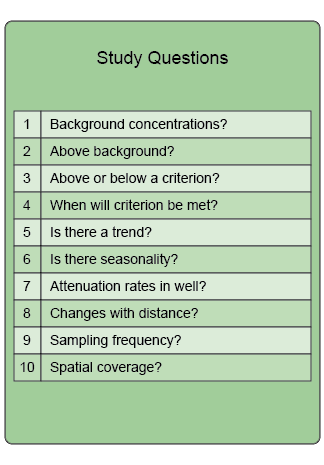 Study Questions
1 Background concentrations?
2 Above background?
3 Above or below a criterion?
4 When will criterion be met?
5 Is there a trend?
6 Is there seasonality?
7 Attenuation rates in well?
8 Changes with distance?
9 Sampling frequency?
10 Spatial coverage?